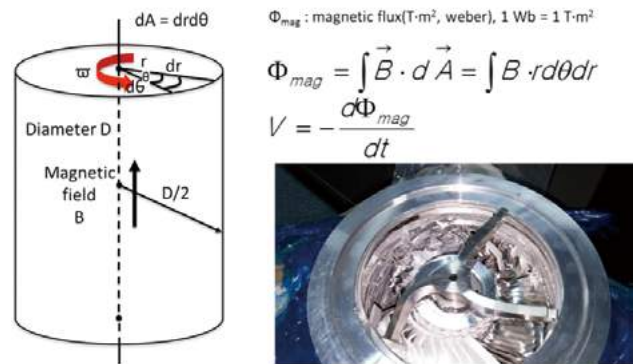 dA = drdθ
r
dr
ϖ
θ
dθ
Diameter D
Magnetic
field
B
D/2
Φmag : magnetic flux(T·m², weber), 1 Wb = 1 T·m²
Φmag = ∫ B⃗ · d A⃗ = ∫ B · rdθdr
V = − dΦmag / dt